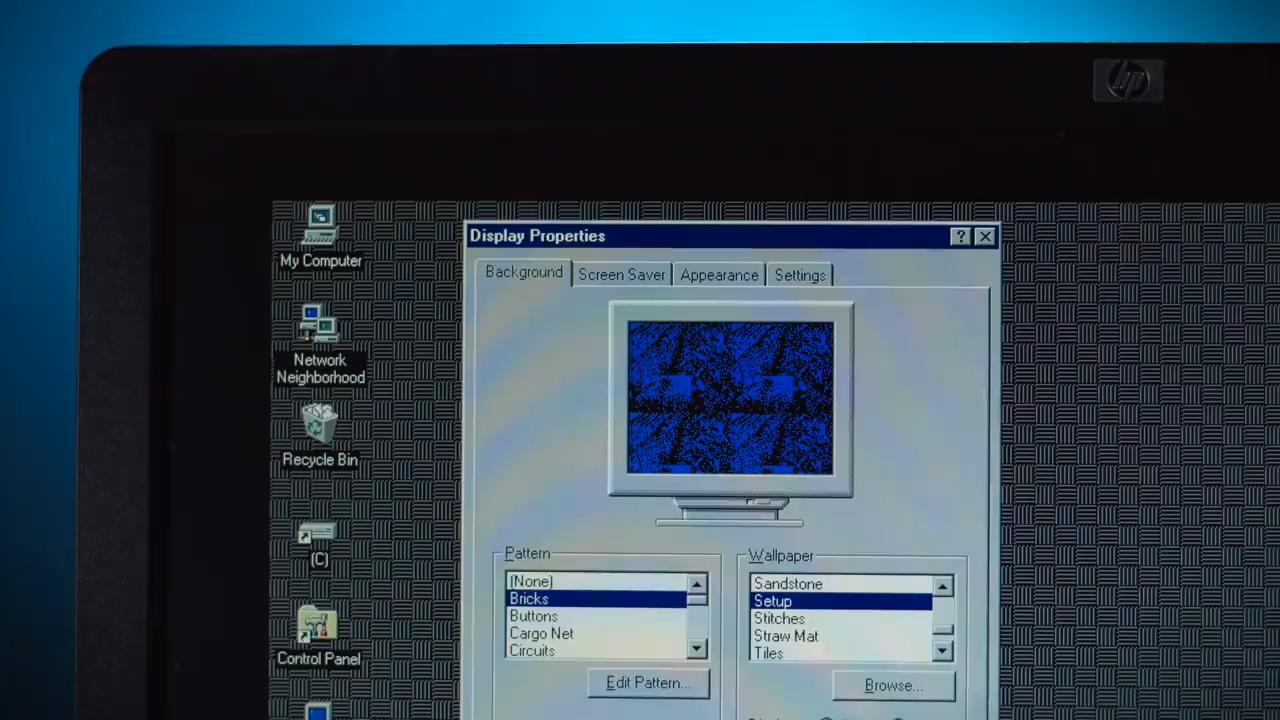 hp
My Computer
Network
Neighborhood
Recycle Bin
(C)
Control Panel
Display Properties
?
Background
Screen Saver
Appearance
Settings
Pattern
(None)
Bricks
Buttons
Cargo Net
Circuits
Edit Pattern...
Wallpaper
Sandstone
Setup
Stitches
Straw Mat
Tiles
Browse...